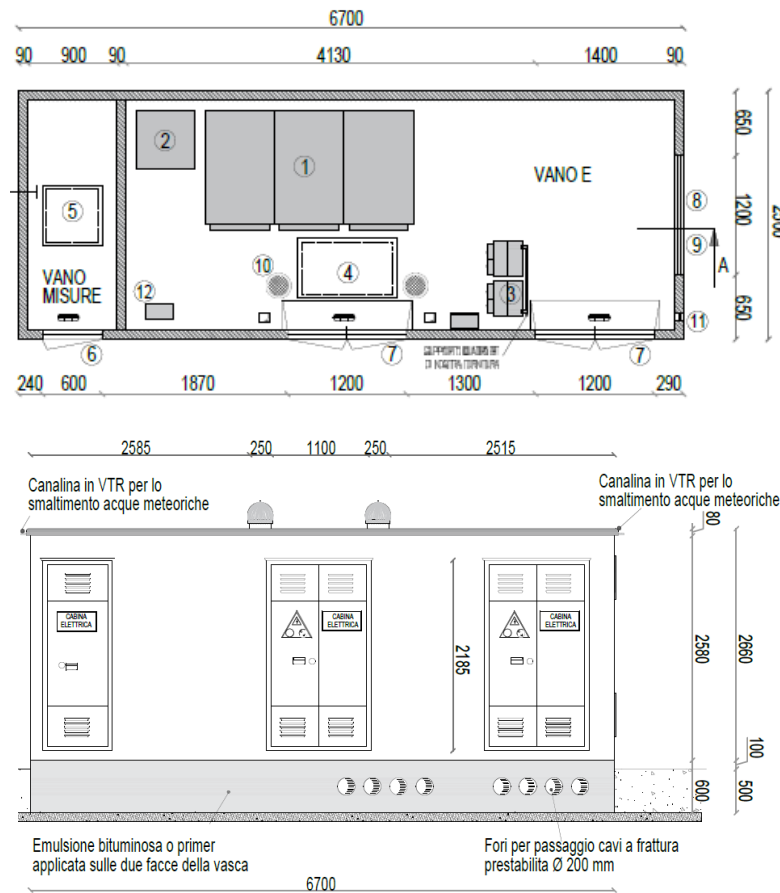 6700
90 900 90 4130 1400 90
2
1
VANO E
5
VANO
MISURE
10
4
12
3
8
9
A
11
6
7
7
650
1200
650
240 600 1870 1200 1300 1200 290
2585 250 1100 250 2515
Canalina in VTR per lo
smaltimento acque meteoriche
Canalina in VTR per lo
smaltimento acque meteoriche
80
CABINA
ELETTRICA
CABINA
ELETTRICA
CABINA
ELETTRICA
2185
2580
2660
100
600
500
Emulsione bituminosa o primer
applicata sulle due facce della vasca
Fori per passaggio cavi a frattura
prestabilita Ø 200 mm
6700